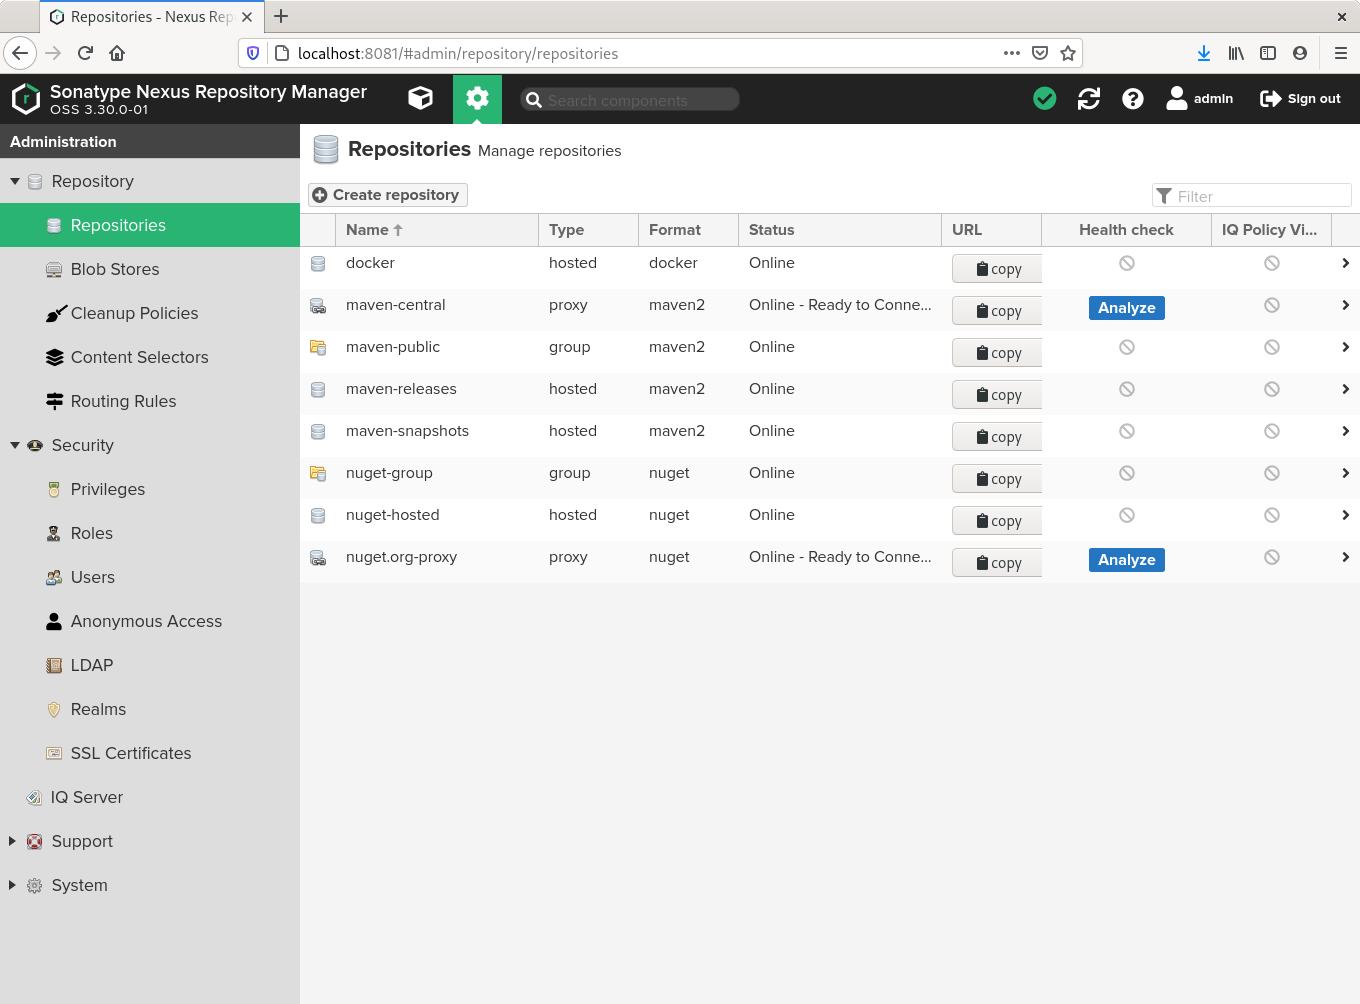 Repositories - Nexus Rep
localhost:8081/#admin/repository/repositories
Sonatype Nexus Repository Manager
OSS 3.30.0-01
Search components
admin
Sign out
Administration
Repository
Repositories
Blob Stores
Cleanup Policies
Content Selectors
Routing Rules
Security
Privileges
Roles
Users
Anonymous Access
LDAP
Realms
SSL Certificates
IQ Server
Support
System
Repositories Manage repositories
Create repository
Filter
Name Type Format Status URL Health check IQ Policy Vi...
docker hosted docker Online copy
maven-central proxy maven2 Online - Ready to Conne... copy Analyze
maven-public group maven2 Online copy
maven-releases hosted maven2 Online copy
maven-snapshots hosted maven2 Online copy
nuget-group group nuget Online copy
nuget-hosted hosted nuget Online copy
nuget.org-proxy proxy nuget Online - Ready to Conne... copy Analyze